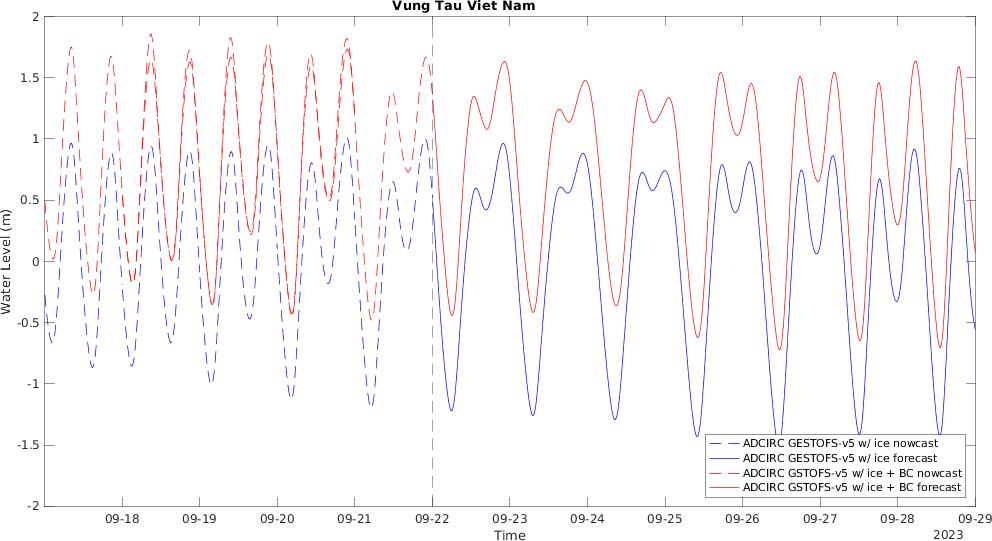 Vung Tau Viet Nam
2
1.5
1
0.5
0
-0.5
-1
-1.5
-2
Water Level (m)
ADCIRC GESTOFS-v5 w/ ice nowcast
ADCIRC GESTOFS-v5 w/ ice forecast
ADCIRC GSTOFS-v5 w/ ice + BC nowcast
ADCIRC GSTOFS-v5 w/ ice + BC forecast
09-18 09-19 09-20 09-21 09-22 09-23 09-24 09-25 09-26 09-27 09-28 09-29
Time
2023